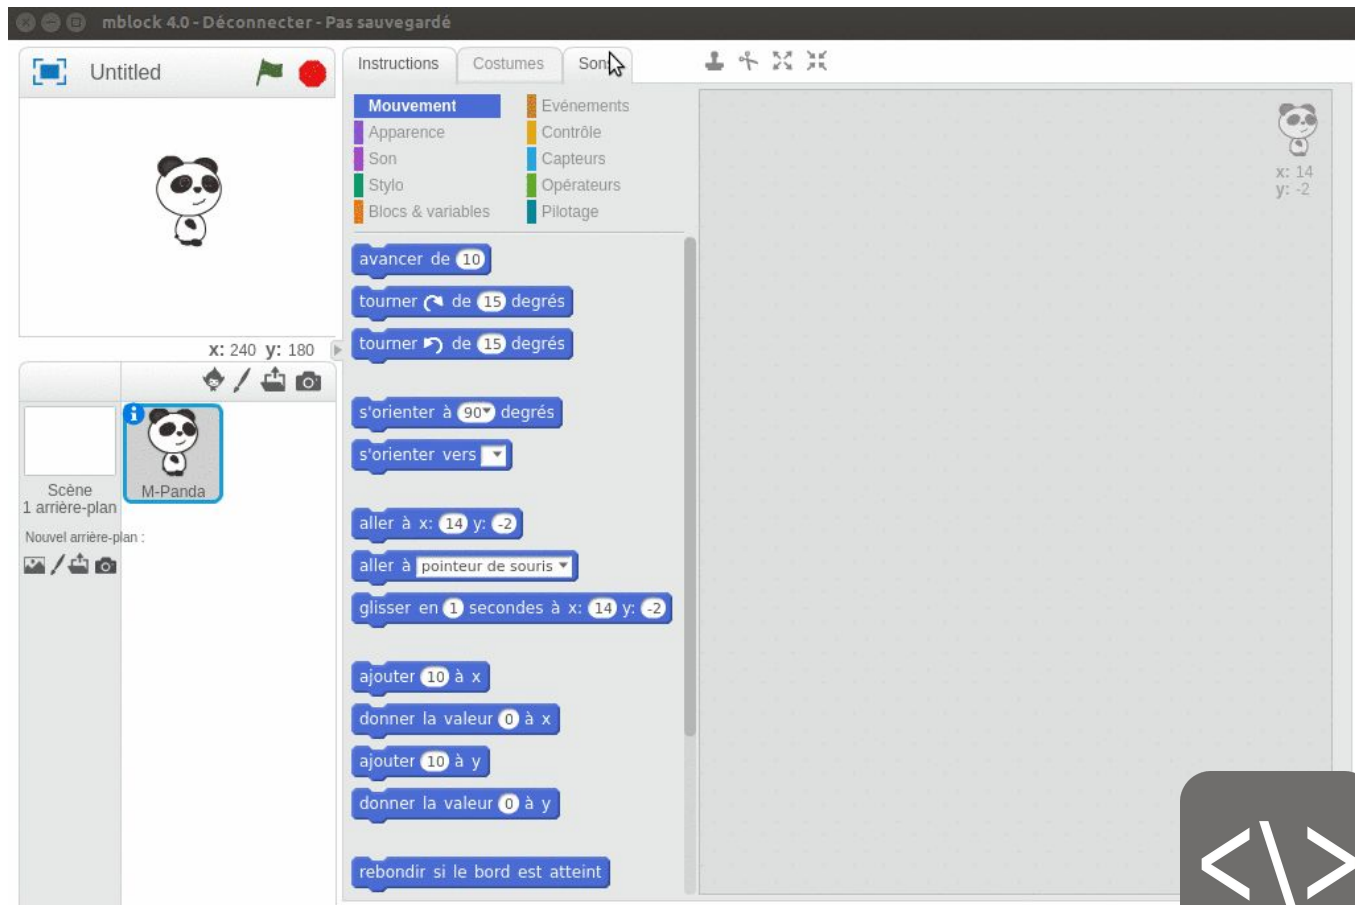 mblock 4.0 - Déconnecter - Pas sauvegardé
Untitled
x: 240 y: 180
Scène
1 arrière-plan
Nouvel arrière-plan :
M-Panda
Instructions
Costumes
Mouvement
Apparence
Son
Stylo
Blocs & variables
Evénements
Contrôle
Capteurs
Opérateurs
Pilotage
avancer de 10
tourner de 15 degrés
tourner de 15 degrés
s'orienter à 90 degrés
s'orienter vers
aller à x: 14 y: -2
aller à pointeur de souris
glisser en 1 secondes à x: 14 y: -2
ajouter 10 à x
donner la valeur 0 à x
ajouter 10 à y
donner la valeur 0 à y
rebondir si le bord est atteint
x: 14
y: -2
<\>